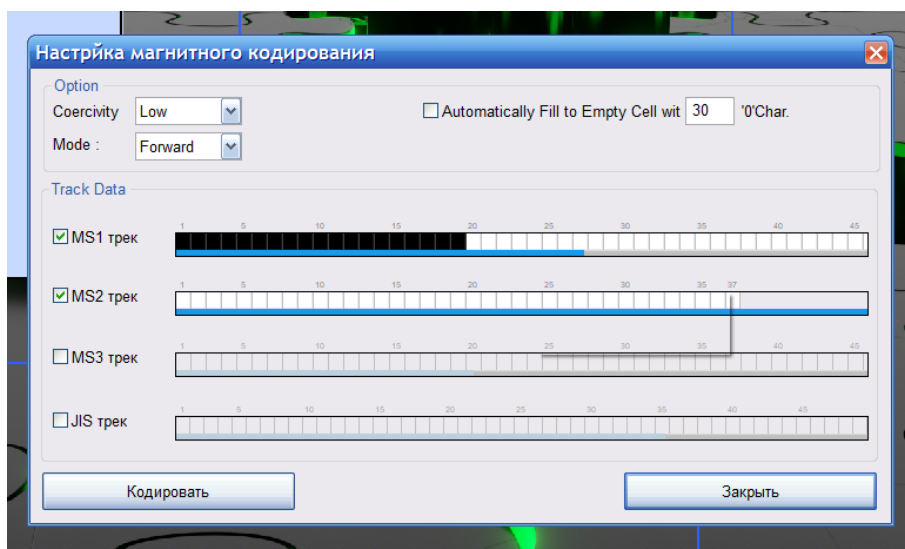 Настрйка магнитного кодирования
Option
Coercivity Low
Automatically Fill to Empty Cell wit 30 '0'Char.
Mode : Forward
Track Data
1 5 10 15 20 25 30 35 40 45
MS1 трек
1 5 10 15 20 25 30 35 37
MS2 трек
1 5 10 15 20 25 30 35 40 45
MS3 трек
1 5 10 15 20 25 30 35 40 45
JIS трек
Кодировать Закрыть